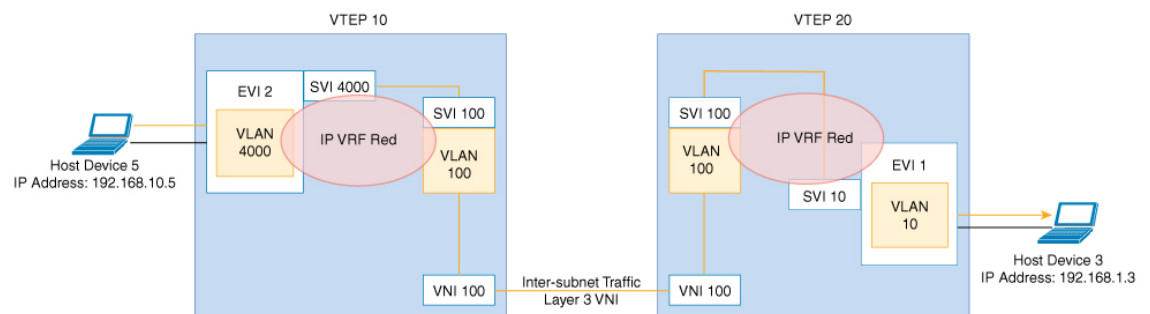 VTEP 10
EVI 2
SVI 4000
VLAN
4000
IP VRF Red
SVI 100
VLAN
100
VNI 100
Host Device 5
IP Address: 192.168.10.5
Inter-subnet Traffic
Layer 3 VNI
VTEP 20
SVI 100
VLAN
100
IP VRF Red
SVI 10
EVI 1
VLAN
10
VNI 100
Host Device 3
IP Address: 192.168.1.3